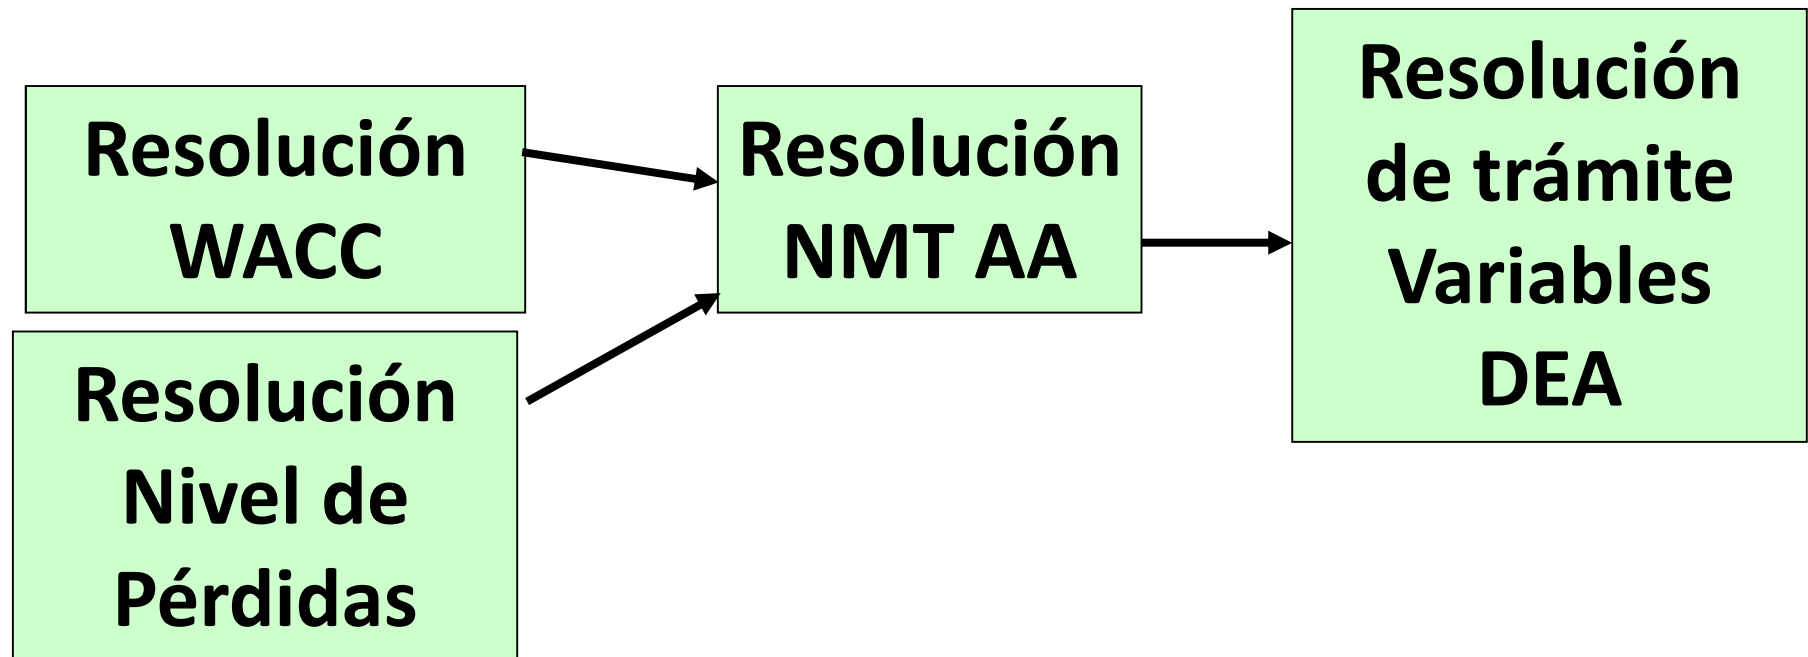 Resolución
WACC
Resolución
Nivel de
Pérdidas
Resolución
NMT AA
Resolución
de trámite
Variables
DEA